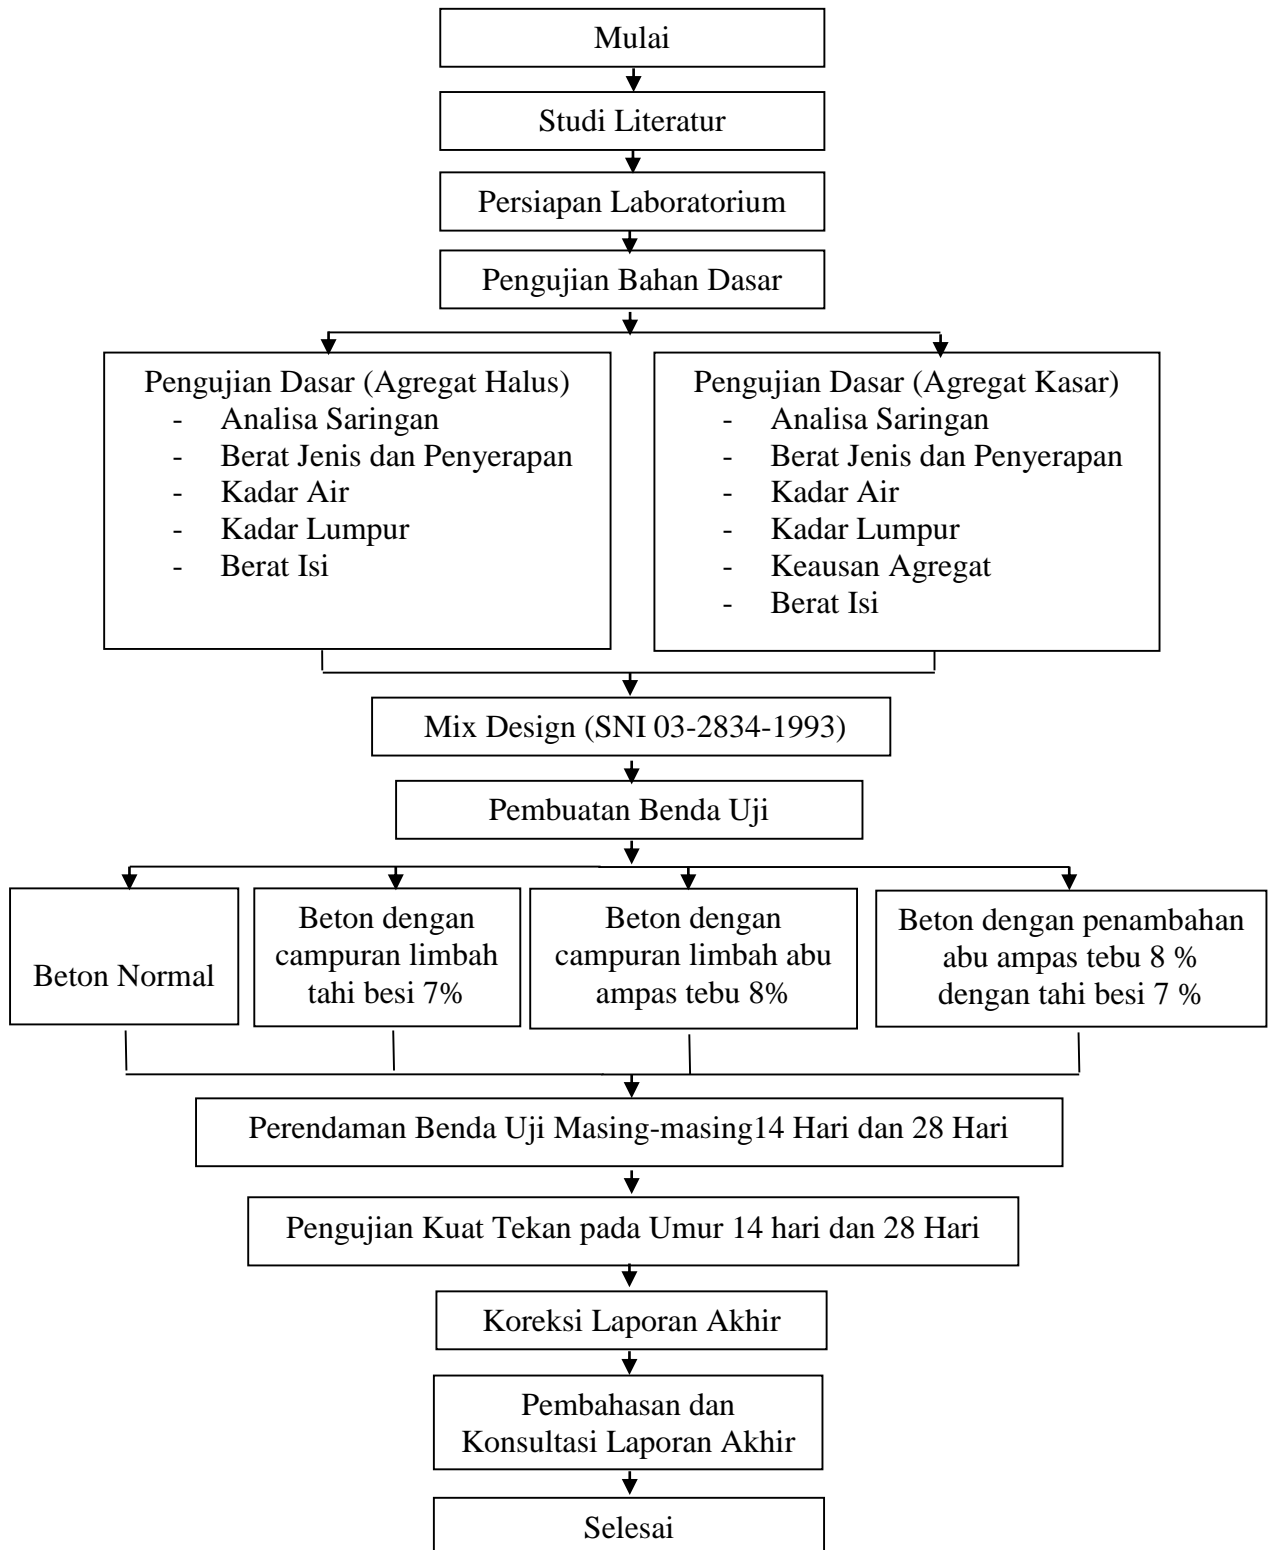 Mulai
Studi Literatur
Persiapan Laboratorium
Pengujian Bahan Dasar
Pengujian Dasar (Agregat Halus)
- Analisa Saringan
- Berat Jenis dan Penyerapan
- Kadar Air
- Kadar Lumpur
- Berat Isi
Pengujian Dasar (Agregat Kasar)
- Analisa Saringan
- Berat Jenis dan Penyerapan
- Kadar Air
- Kadar Lumpur
- Keausan Agregat
- Berat Isi
Mix Design (SNI 03-2834-1993)
Pembuatan Benda Uji
Beton Normal
Beton dengan
campuran limbah
tahi besi 7%
Beton dengan
campuran limbah abu
ampas tebu 8%
Beton dengan penambahan
abu ampas tebu 8 %
dengan tahi besi 7 %
Perendaman Benda Uji Masing-masing14 Hari dan 28 Hari
Pengujian Kuat Tekan pada Umur 14 hari dan 28 Hari
Koreksi Laporan Akhir
Pembahasan dan
Konsultasi Laporan Akhir
Selesai